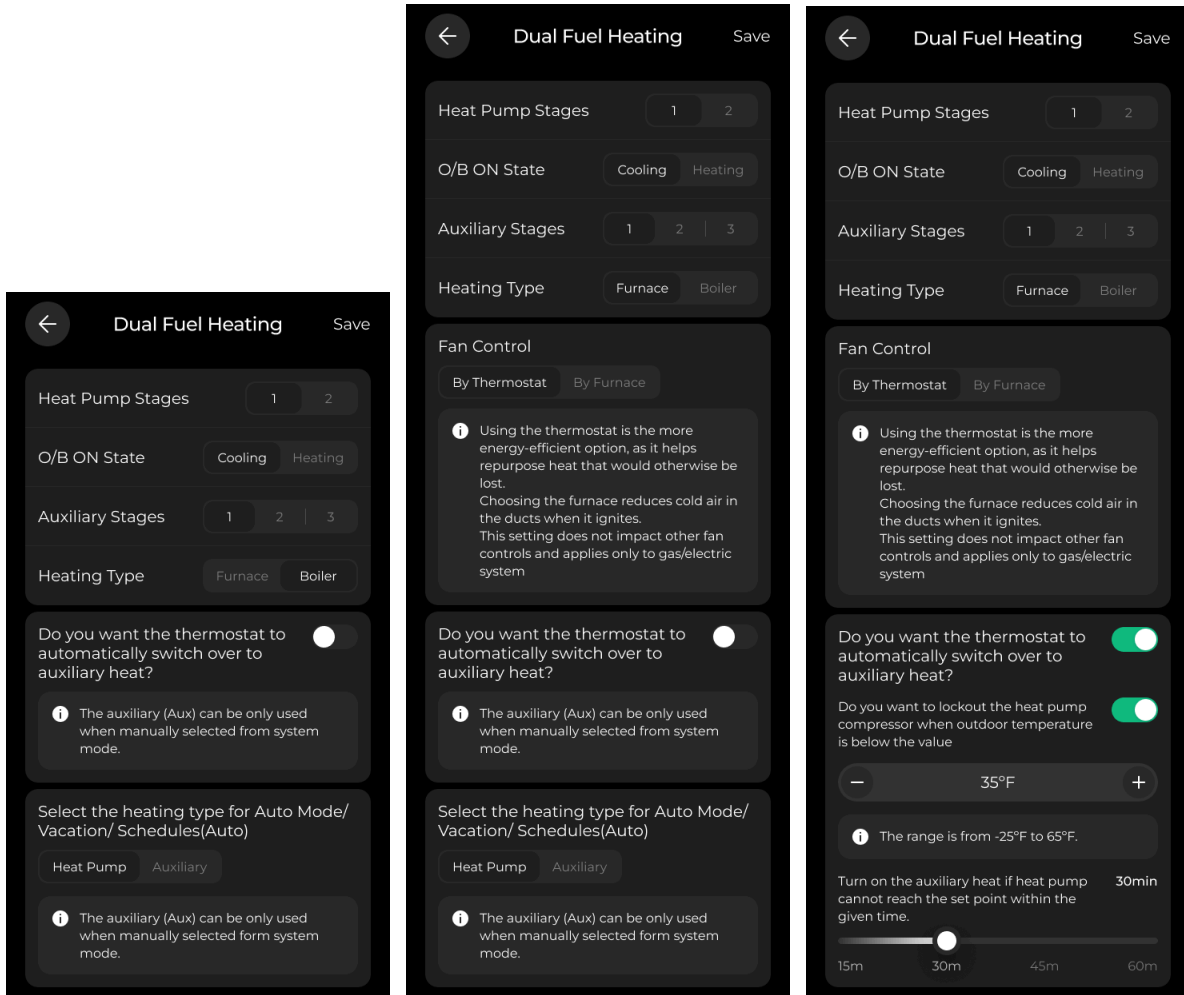 Dual Fuel Heating Save
Heat Pump Stages 1 2
O/B ON State Cooling Heating
Auxiliary Stages 1 2 3
Heating Type Furnace Boiler
Do you want the thermostat to
automatically switch over to
auxiliary heat?
The auxiliary (Aux) can be only used
when manually selected from system
mode.
Select the heating type for Auto Mode/
Vacation/ Schedules(Auto)
Heat Pump Auxiliary
The auxiliary (Aux) can be only used
when manually selected form system
mode.
Dual Fuel Heating Save
Heat Pump Stages 1 2
O/B ON State Cooling Heating
Auxiliary Stages 1 2 3
Heating Type Furnace Boiler
Fan Control
By Thermostat By Furnace
Using the thermostat is the more
energy-efficient option, as it helps
repurpose heat that would otherwise be
lost.
Choosing the furnace reduces cold air in
the ducts when it ignites.
This setting does not impact other fan
controls and applies only to gas/electric
system
Do you want the thermostat to
automatically switch over to
auxiliary heat?
The auxiliary (Aux) can be only used
when manually selected from system
mode.
Select the heating type for Auto Mode/
Vacation/ Schedules(Auto)
Heat Pump Auxiliary
The auxiliary (Aux) can be only used
when manually selected form system
mode.
Dual Fuel Heating Save
Heat Pump Stages 1 2
O/B ON State Cooling Heating
Auxiliary Stages 1 2 3
Heating Type Furnace Boiler
Fan Control
By Thermostat By Furnace
Using the thermostat is the more
energy-efficient option, as it helps
repurpose heat that would otherwise be
lost.
Choosing the furnace reduces cold air in
the ducts when it ignites.
This setting does not impact other fan
controls and applies only to gas/electric
system
Do you want the thermostat to
automatically switch over to
auxiliary heat?
Do you want to lockout the heat pump
compressor when outdoor temperature
is below the value
− 35°F +
The range is from -25°F to 65°F.
Turn on the auxiliary heat if heat pump 30min
cannot reach the set point within the
given time.
15m 30m 45m 60m